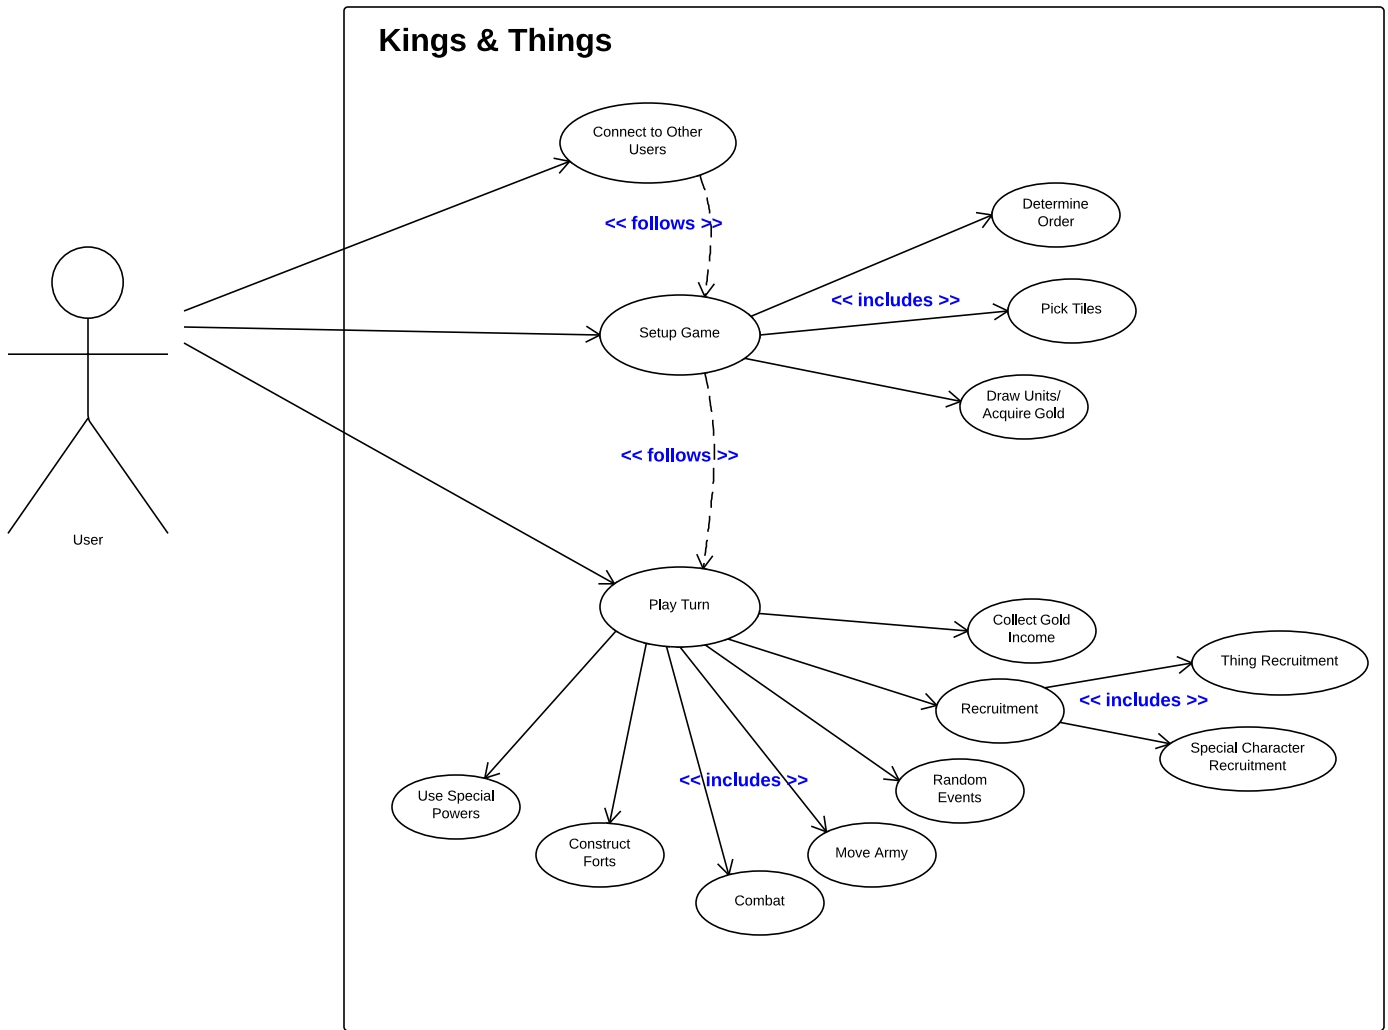 Kings & Things
Connect to Other
Users
<< follows >>
Determine
Order
<< includes >>
Pick Tiles
Setup Game
Draw Units/
Acquire Gold
<< follows >>
User
Play Turn
Collect Gold
Income
Thing Recruitment
Recruitment
<< includes >>
Special Character
Recruitment
<< includes >>
Random
Events
Use Special
Powers
Construct
Forts
Move Army
Combat